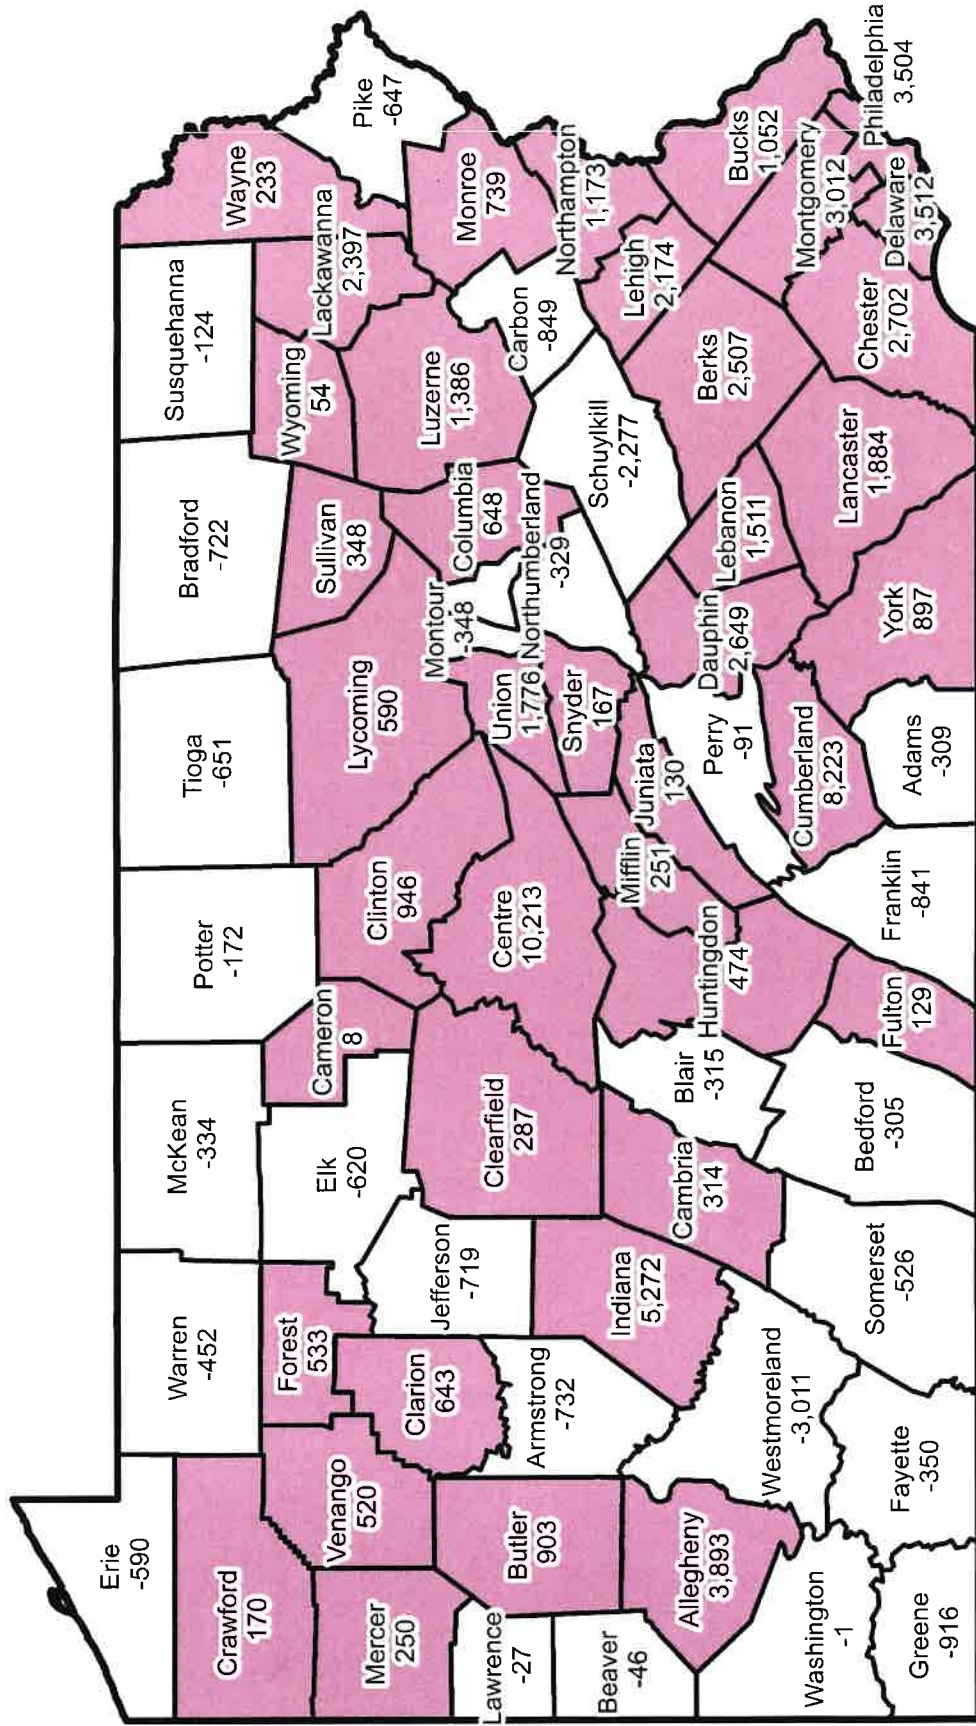 Erie
-590
Crawford
170
Mercer
250
Lawrence
-27
Beaver
-46
Washington
-1
Greene
-916
Warren
-452
Forest
533
Venango
520
Clarion
643
Butler
903
Armstrong
-732
Allegheny
3,893
Westmoreland
-3,011
Fayette
-350
McKean
-334
Elk
-620
Jefferson
-719
Clearfield
287
Indiana
5,272
Cambria
314
Somerset
-526
Potter
-172
Cameron
8
Clinton
946
Centre
10,213
Blair
-315
Huntingdon
474
Bedford
-305
Fulton
129
Tioga
-651
Lycoming
590
Union
1,776
Snyder
167
Mifflin
251
Juniata
130
Perry
-91
Cumberland
8,223
Franklin
-841
Adams
-309
Bradford
-722
Sullivan
348
Montour
-348
Columbia
648
Northumberland
-329
Dauphin
2,649
Lebanon
1,511
York
897
Susquehanna
-124
Wyoming
54
Lackawanna
2,397
Luzerne
1,386
Carbon
-849
Schuylkill
-2,277
Berks
2,507
Lancaster
1,884
Wayne
233
Pike
-647
Monroe
739
Northampton
1,173
Lehigh
2,174
Bucks
1,052
Montgomery
3,012
Chester
2,702
Delaware
3,512
Philadelphia
3,504